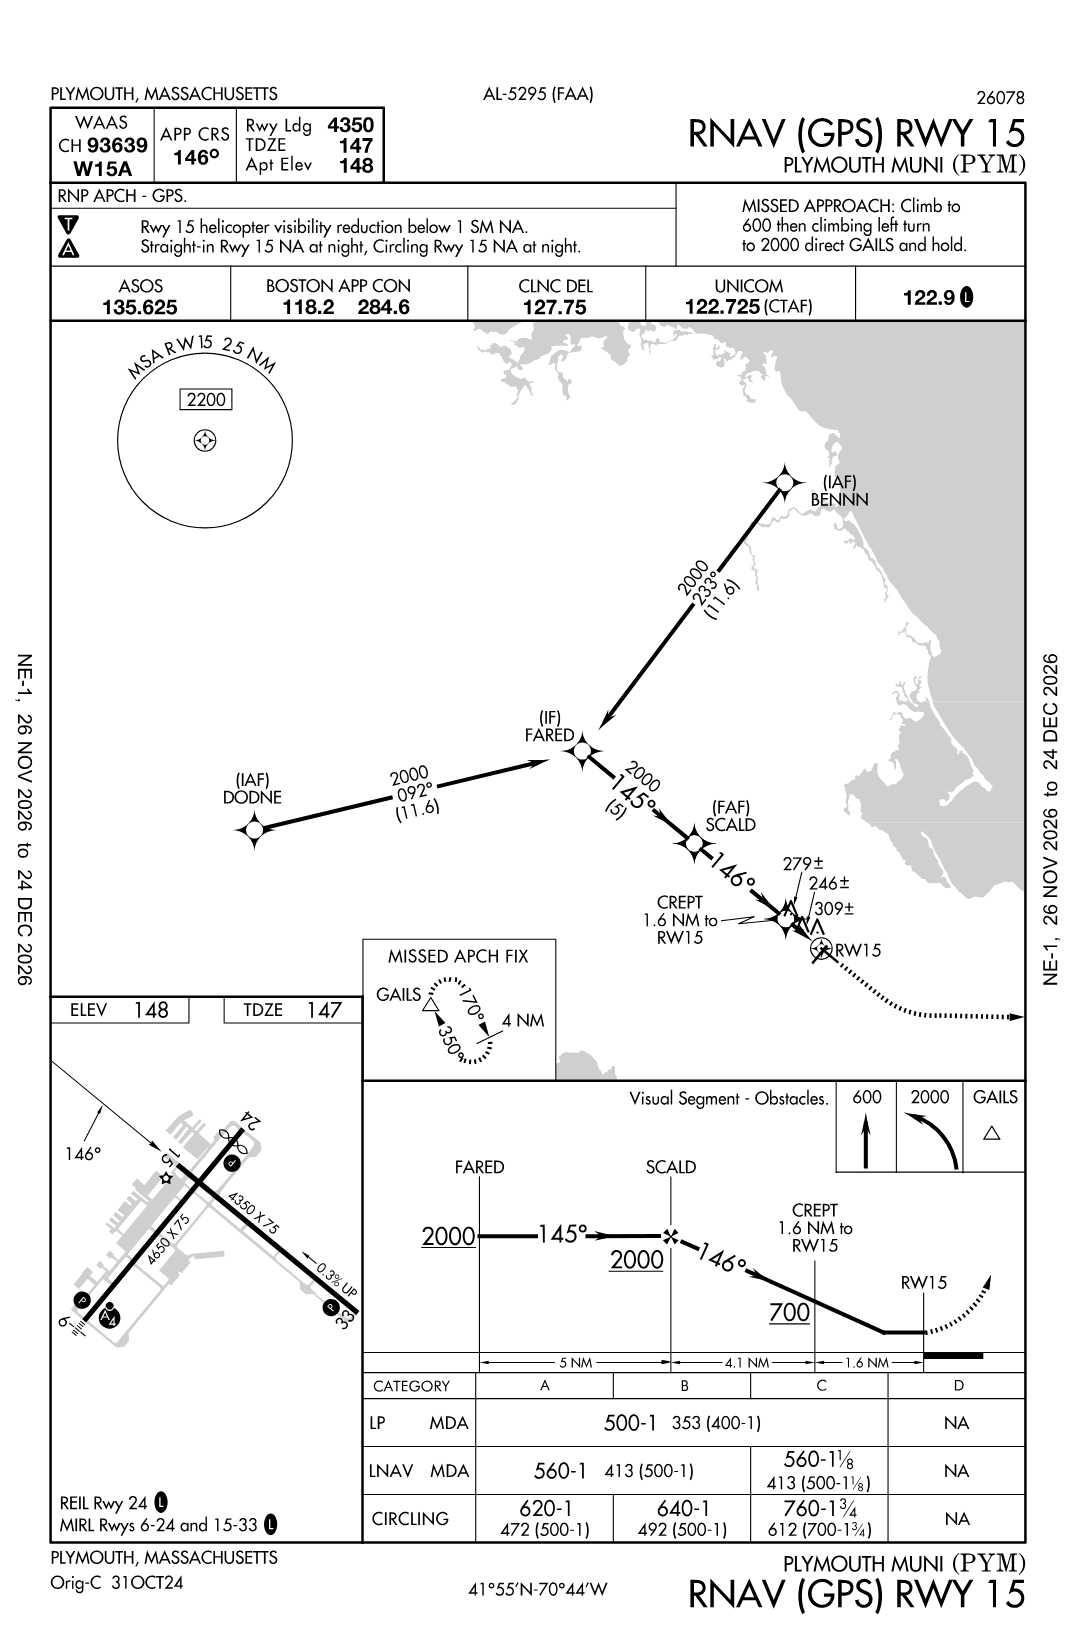 PLYMOUTH, MASSACHUSETTS
AL-5295 (FAA)
26078
WAAS
CH 93639
W15A
APP CRS
146°
Rwy Ldg 4350
TDZE 147
Apt Elev 148
RNAV (GPS) RWY 15
PLYMOUTH MUNI (PYM)
RNP APCH - GPS.
T
A
Rwy 15 helicopter visibility reduction below 1 SM NA.
Straight-in Rwy 15 NA at night, Circling Rwy 15 NA at night.
MISSED APPROACH: Climb to
600 then climbing left turn
to 2000 direct GAILS and hold.
ASOS
135.625
BOSTON APP CON
118.2 284.6
CLNC DEL
127.75
UNICOM
122.725 (CTAF)
122.9 L
MSA RW15 25 NM
2200
(IAF)
BENNN
2000
233°
(11.6)
(IF)
FARED
(IAF)
DODNE
2000
092°
(11.6)
2000
145°
(5)
(FAF)
SCALD
146°
279±
246±
309±
CREPT
1.6 NM to
RW15
RW15
MISSED APCH FIX
GAILS
170°
350°
4 NM
NE-1, 26 NOV 2026 to 24 DEC 2026
NE-1, 26 NOV 2026 to 24 DEC 2026
ELEV 148
TDZE 147
146°
15
24
P
4350 X 75
4650 X 75
0.3% UP
P
P
A4
6
33
REIL Rwy 24 L
MIRL Rwys 6-24 and 15-33 L
Visual Segment - Obstacles.
600
2000
GAILS
FARED
SCALD
CREPT
1.6 NM to
RW15
RW15
2000
145°
2000
146°
700
5 NM
4.1 NM
1.6 NM
CATEGORY A B C D
LP MDA 500-1 353 (400-1) NA
LNAV MDA 560-1 413 (500-1) 560-1⅛ 413 (500-1⅛) NA
CIRCLING 620-1 472 (500-1) 640-1 492 (500-1) 760-1¾ 612 (700-1¾) NA
PLYMOUTH, MASSACHUSETTS
Orig-C 31OCT24
41°55'N-70°44'W
PLYMOUTH MUNI (PYM)
RNAV (GPS) RWY 15